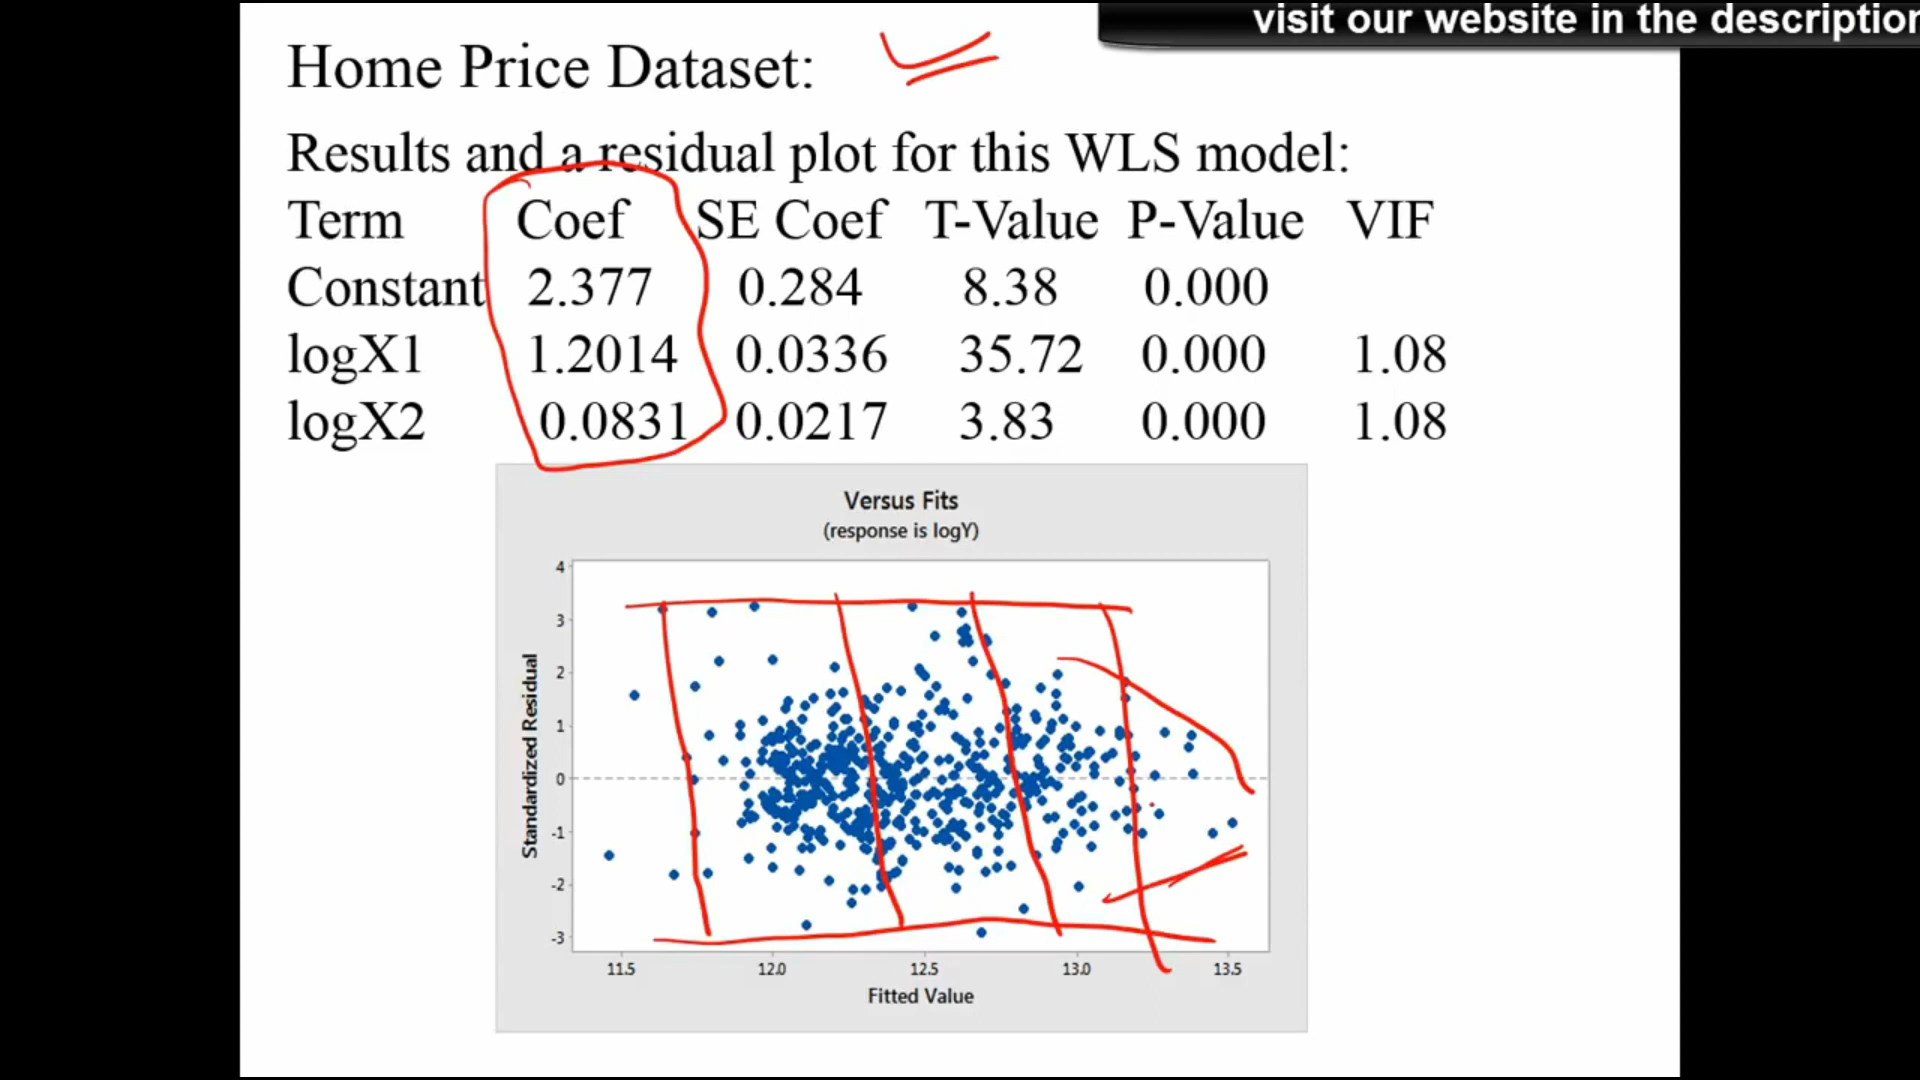 visit our website in the description
Home Price Dataset:
Results and a residual plot for this WLS model:
Term Coef SE Coef T-Value P-Value VIF
Constant 2.377 0.284 8.38 0.000
logX1 1.2014 0.0336 35.72 0.000 1.08
logX2 0.0831 0.0217 3.83 0.000 1.08
Versus Fits
(response is logY)
4
3
2
1
0
-1
-2
-3
Standardized Residual
11.5 12.0 12.5 13.0 13.5
Fitted Value